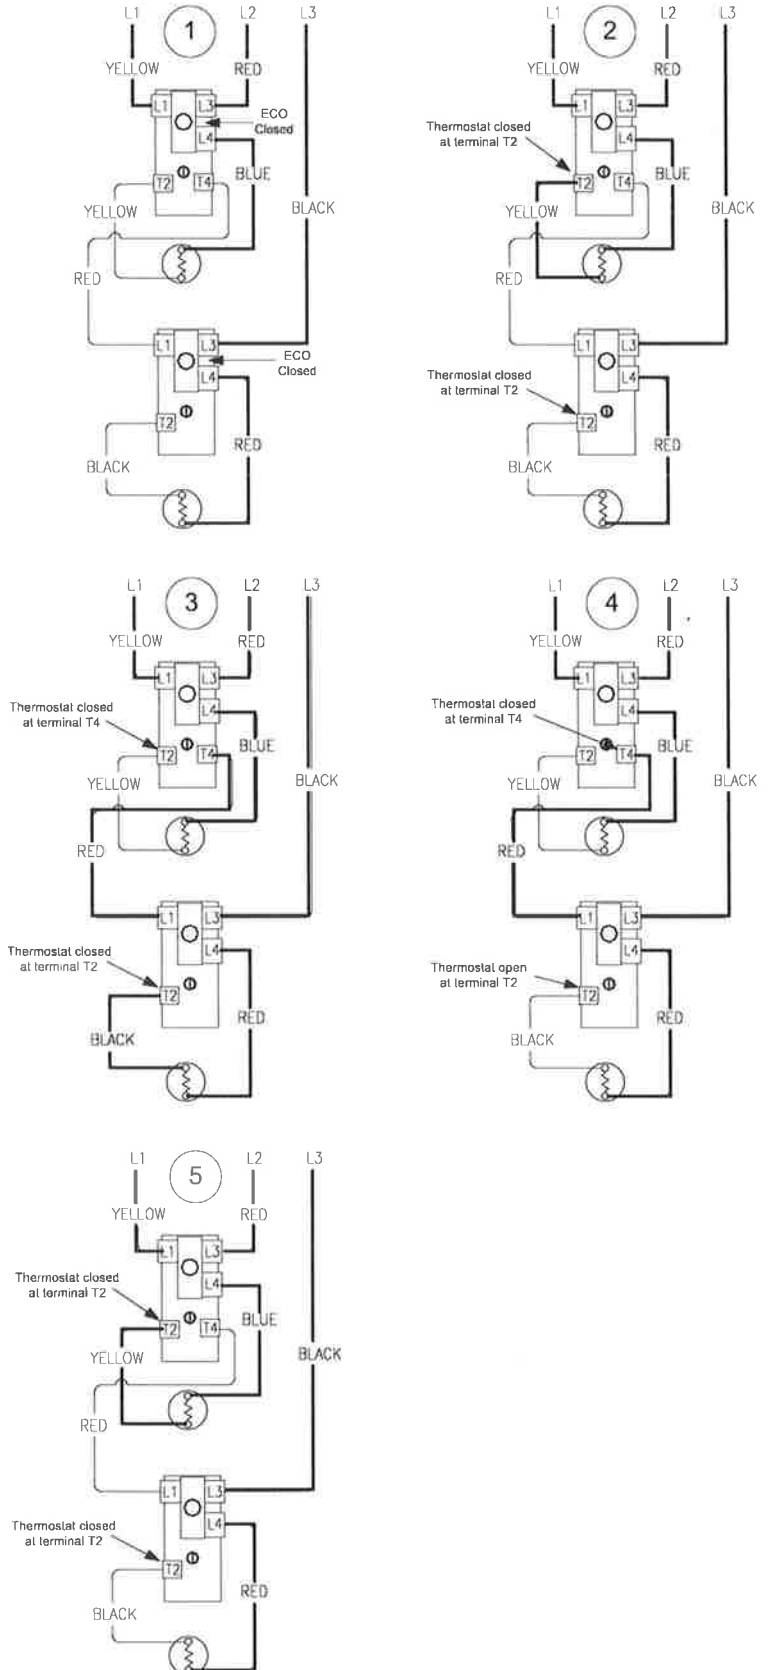 L1 1 L2 L3
YELLOW RED
L1 L3
ECO
Closed
L4
BLUE
T2 T4
YELLOW BLACK
RED
L1 L3
ECO
Closed
L4
T2
RED
BLACK
L1 2 L2 L3
YELLOW RED
L1 L3
Thermostat closed
at terminal T2
L4
BLUE
T2 T4
YELLOW BLACK
RED
L1 L3
Thermostat closed
at terminal T2
L4
T2
RED
BLACK
L1 3 L2 L3
YELLOW RED
L1 L3
Thermostat closed
at terminal T4
L4
BLUE
T2 T4
YELLOW BLACK
RED
L1 L3
Thermostat closed
at terminal T2
L4
T2
RED
BLACK
L1 4 L2 L3
YELLOW RED
L1 L3
Thermostat closed
at terminal T4
L4
BLUE
T2 T4
YELLOW BLACK
RED
L1 L3
Thermostat open
at terminal T2
L4
T2
RED
BLACK
L1 5 L2 L3
YELLOW RED
L1 L3
Thermostat closed
at terminal T2
L4
BLUE
T2 T4
YELLOW BLACK
RED
L1 L3
Thermostat closed
at terminal T2
L4
T2
RED
BLACK